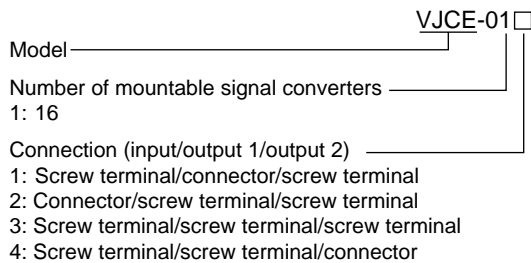 VJCE-01□
Model
Number of mountable signal converters
1: 16
Connection (input/output 1/output 2)
1: Screw terminal/connector/screw terminal
2: Connector/screw terminal/screw terminal
3: Screw terminal/screw terminal/screw terminal
4: Screw terminal/screw terminal/connector